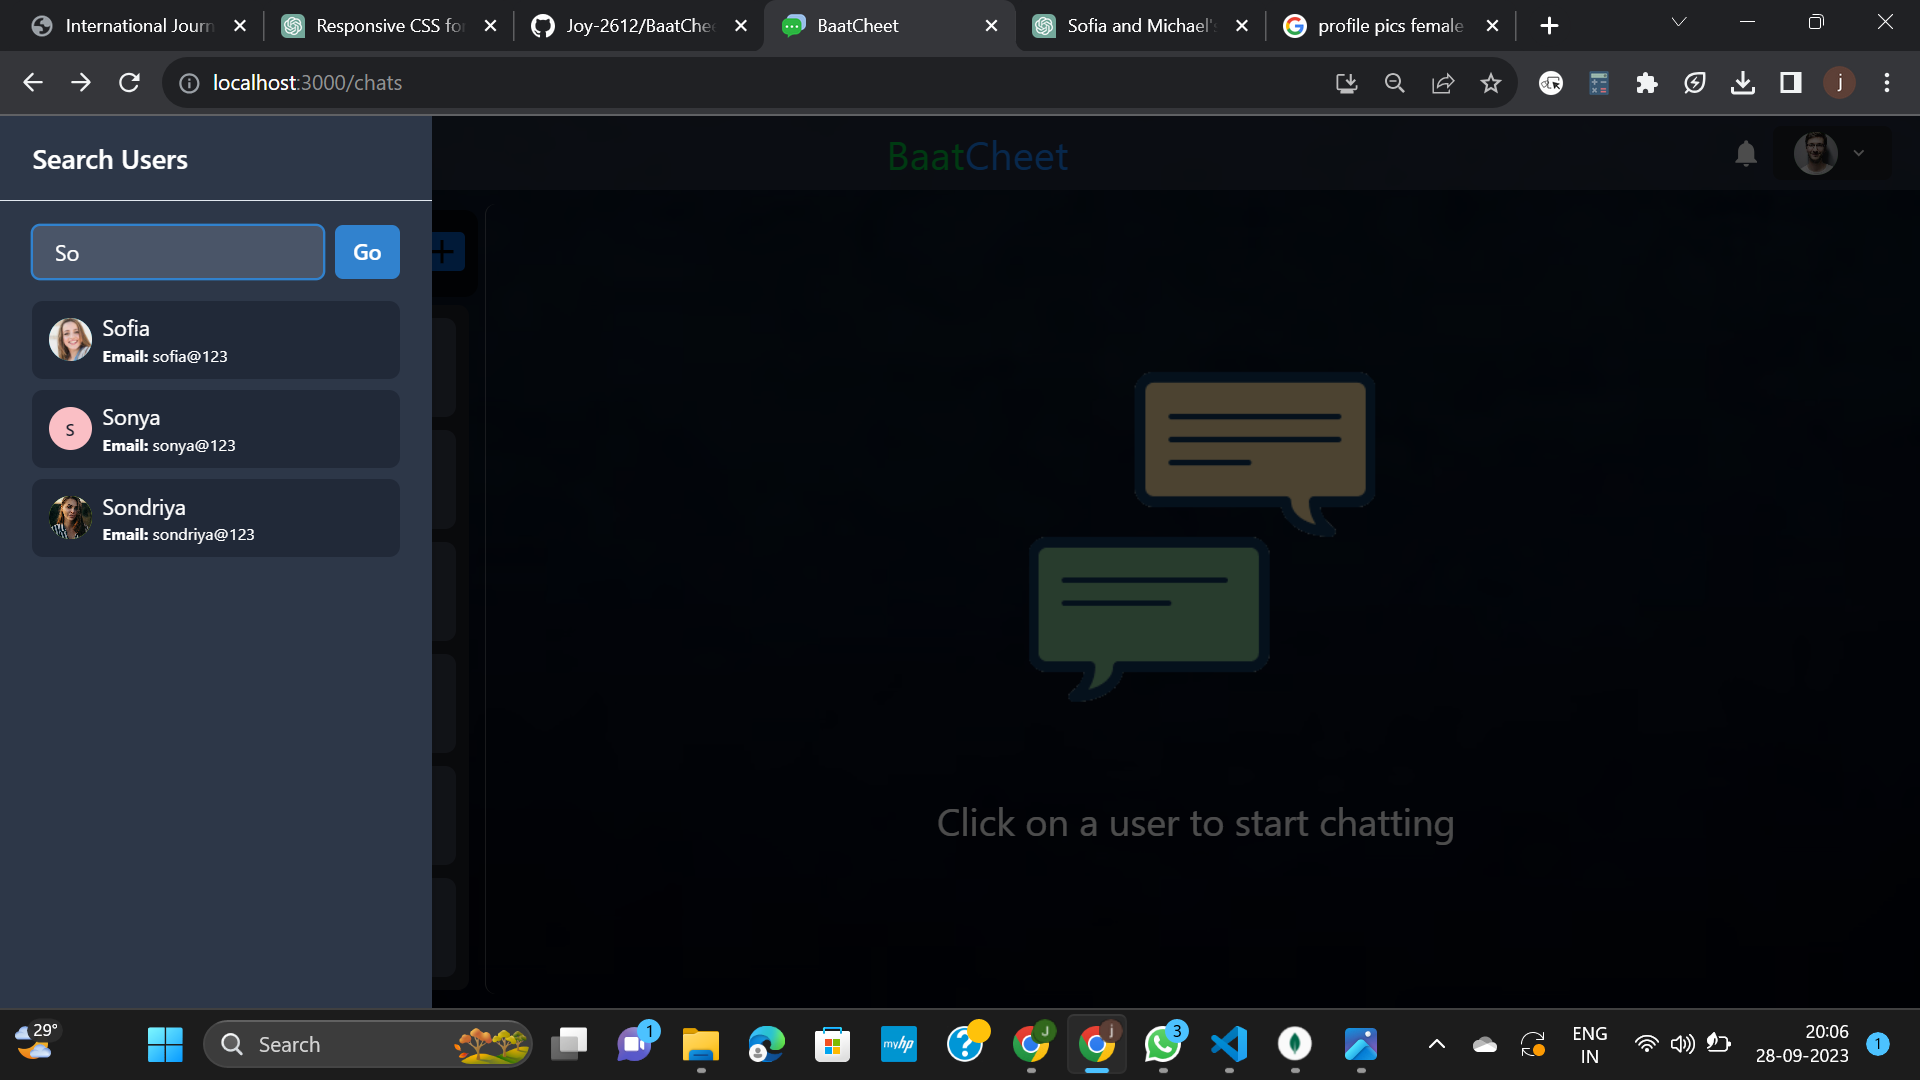 International Journ
Responsive CSS for
Joy-2612/BaatChee
BaatCheet
Sofia and Michael's
profile pics female
localhost:3000/chats
j
Search Users
BaatCheet
So
Go
Sofia
Email: sofia@123
S
Sonya
Email: sonya@123
Sondriya
Email: sondriya@123
Click on a user to start chatting
29°
Search
1
myhp
J
j
3
ENG
IN
20:06
28-09-2023
1